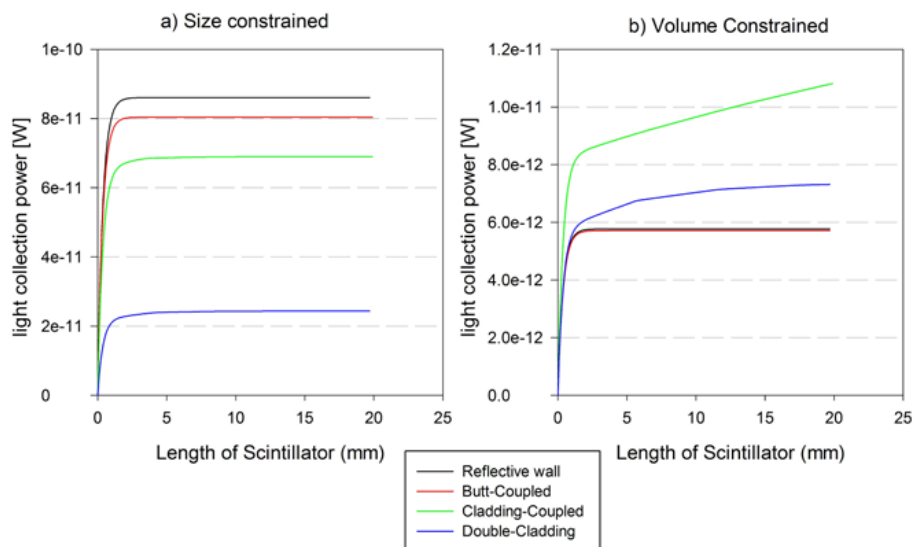 a) Size constrained
1e-10
8e-11
6e-11
4e-11
2e-11
0
light collection power [W]
0 5 10 15 20 25
Length of Scintillator (mm)
b) Volume Constrained
1.2e-11
1.0e-11
8.0e-12
6.0e-12
4.0e-12
2.0e-12
0.0
light collection power [W]
0 5 10 15 20 25
Length of Scintillator (mm)
Reflective wall
Butt-Coupled
Cladding-Coupled
Double-Cladding